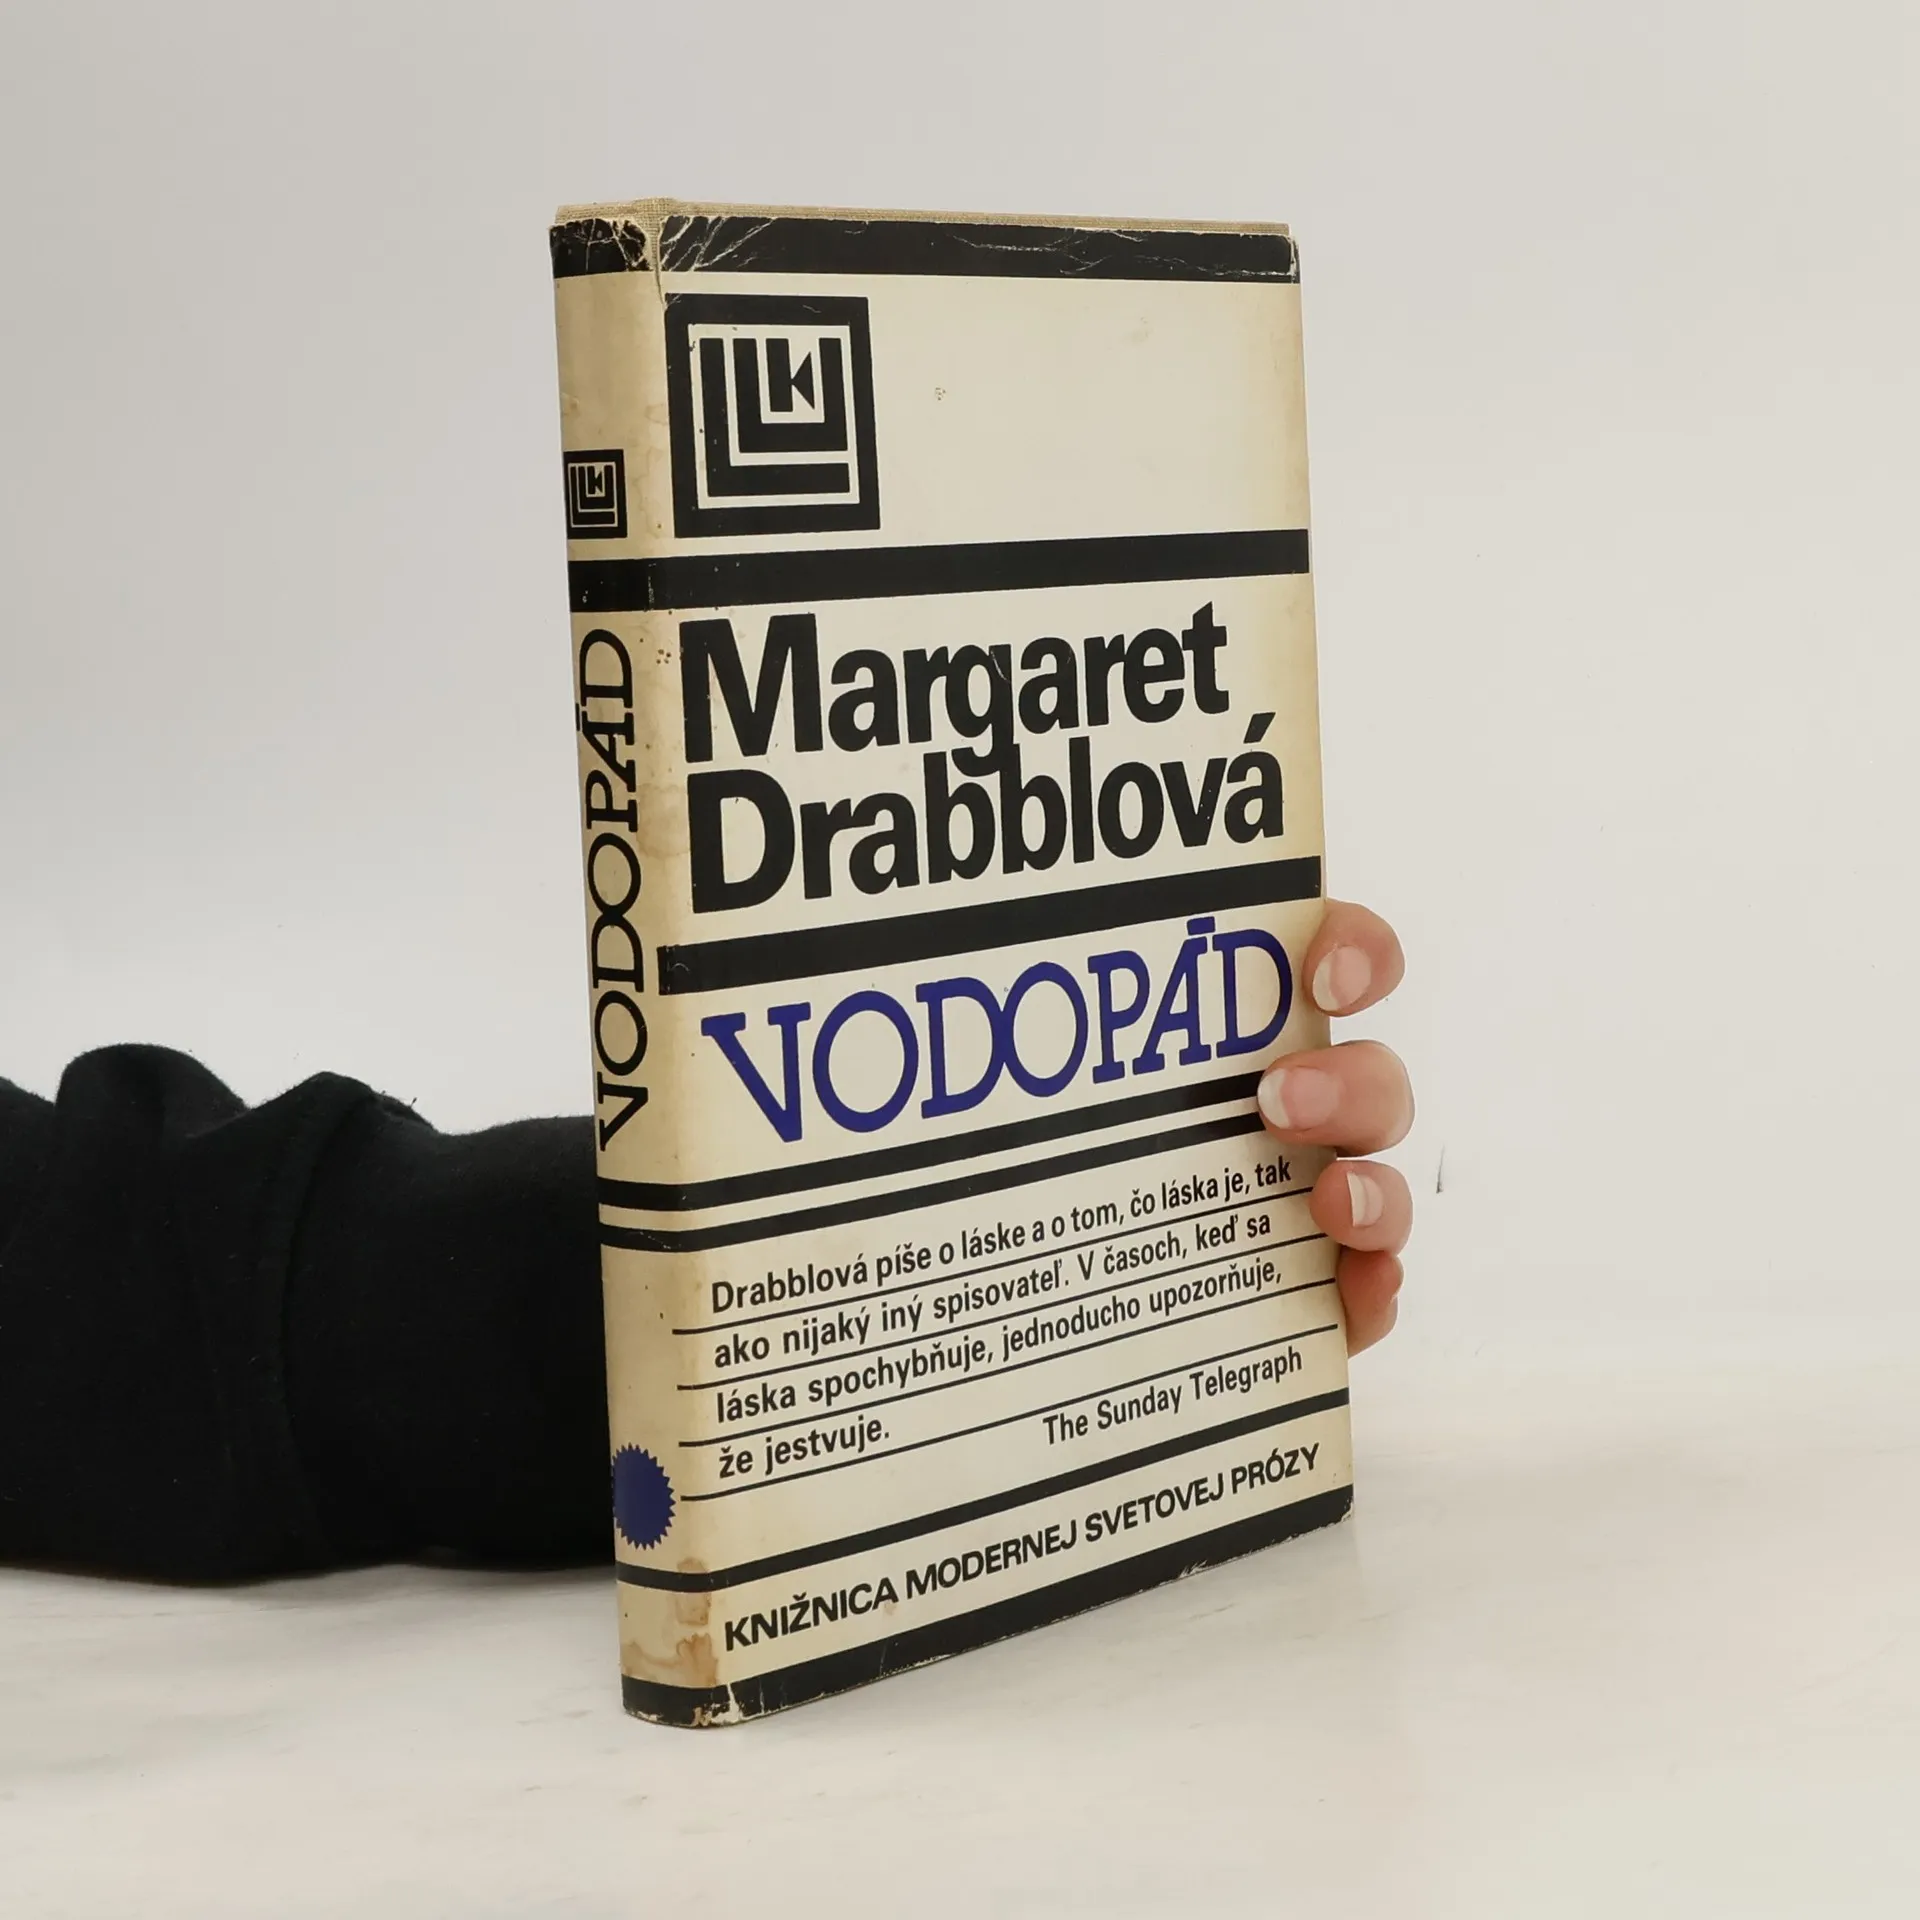 VODOPÁD
Margaret
Drabblová
VODOPÁD
Drabblová píše o láske a o tom, čo láska je, tak
ako nijaký iný spisovateľ. V časoch, keď sa
láska spochybňuje, jednoducho upozorňuje,
že jestvuje.
The Sunday Telegraph
KNIŽNICA MODERNEJ SVETOVEJ PRÓZY